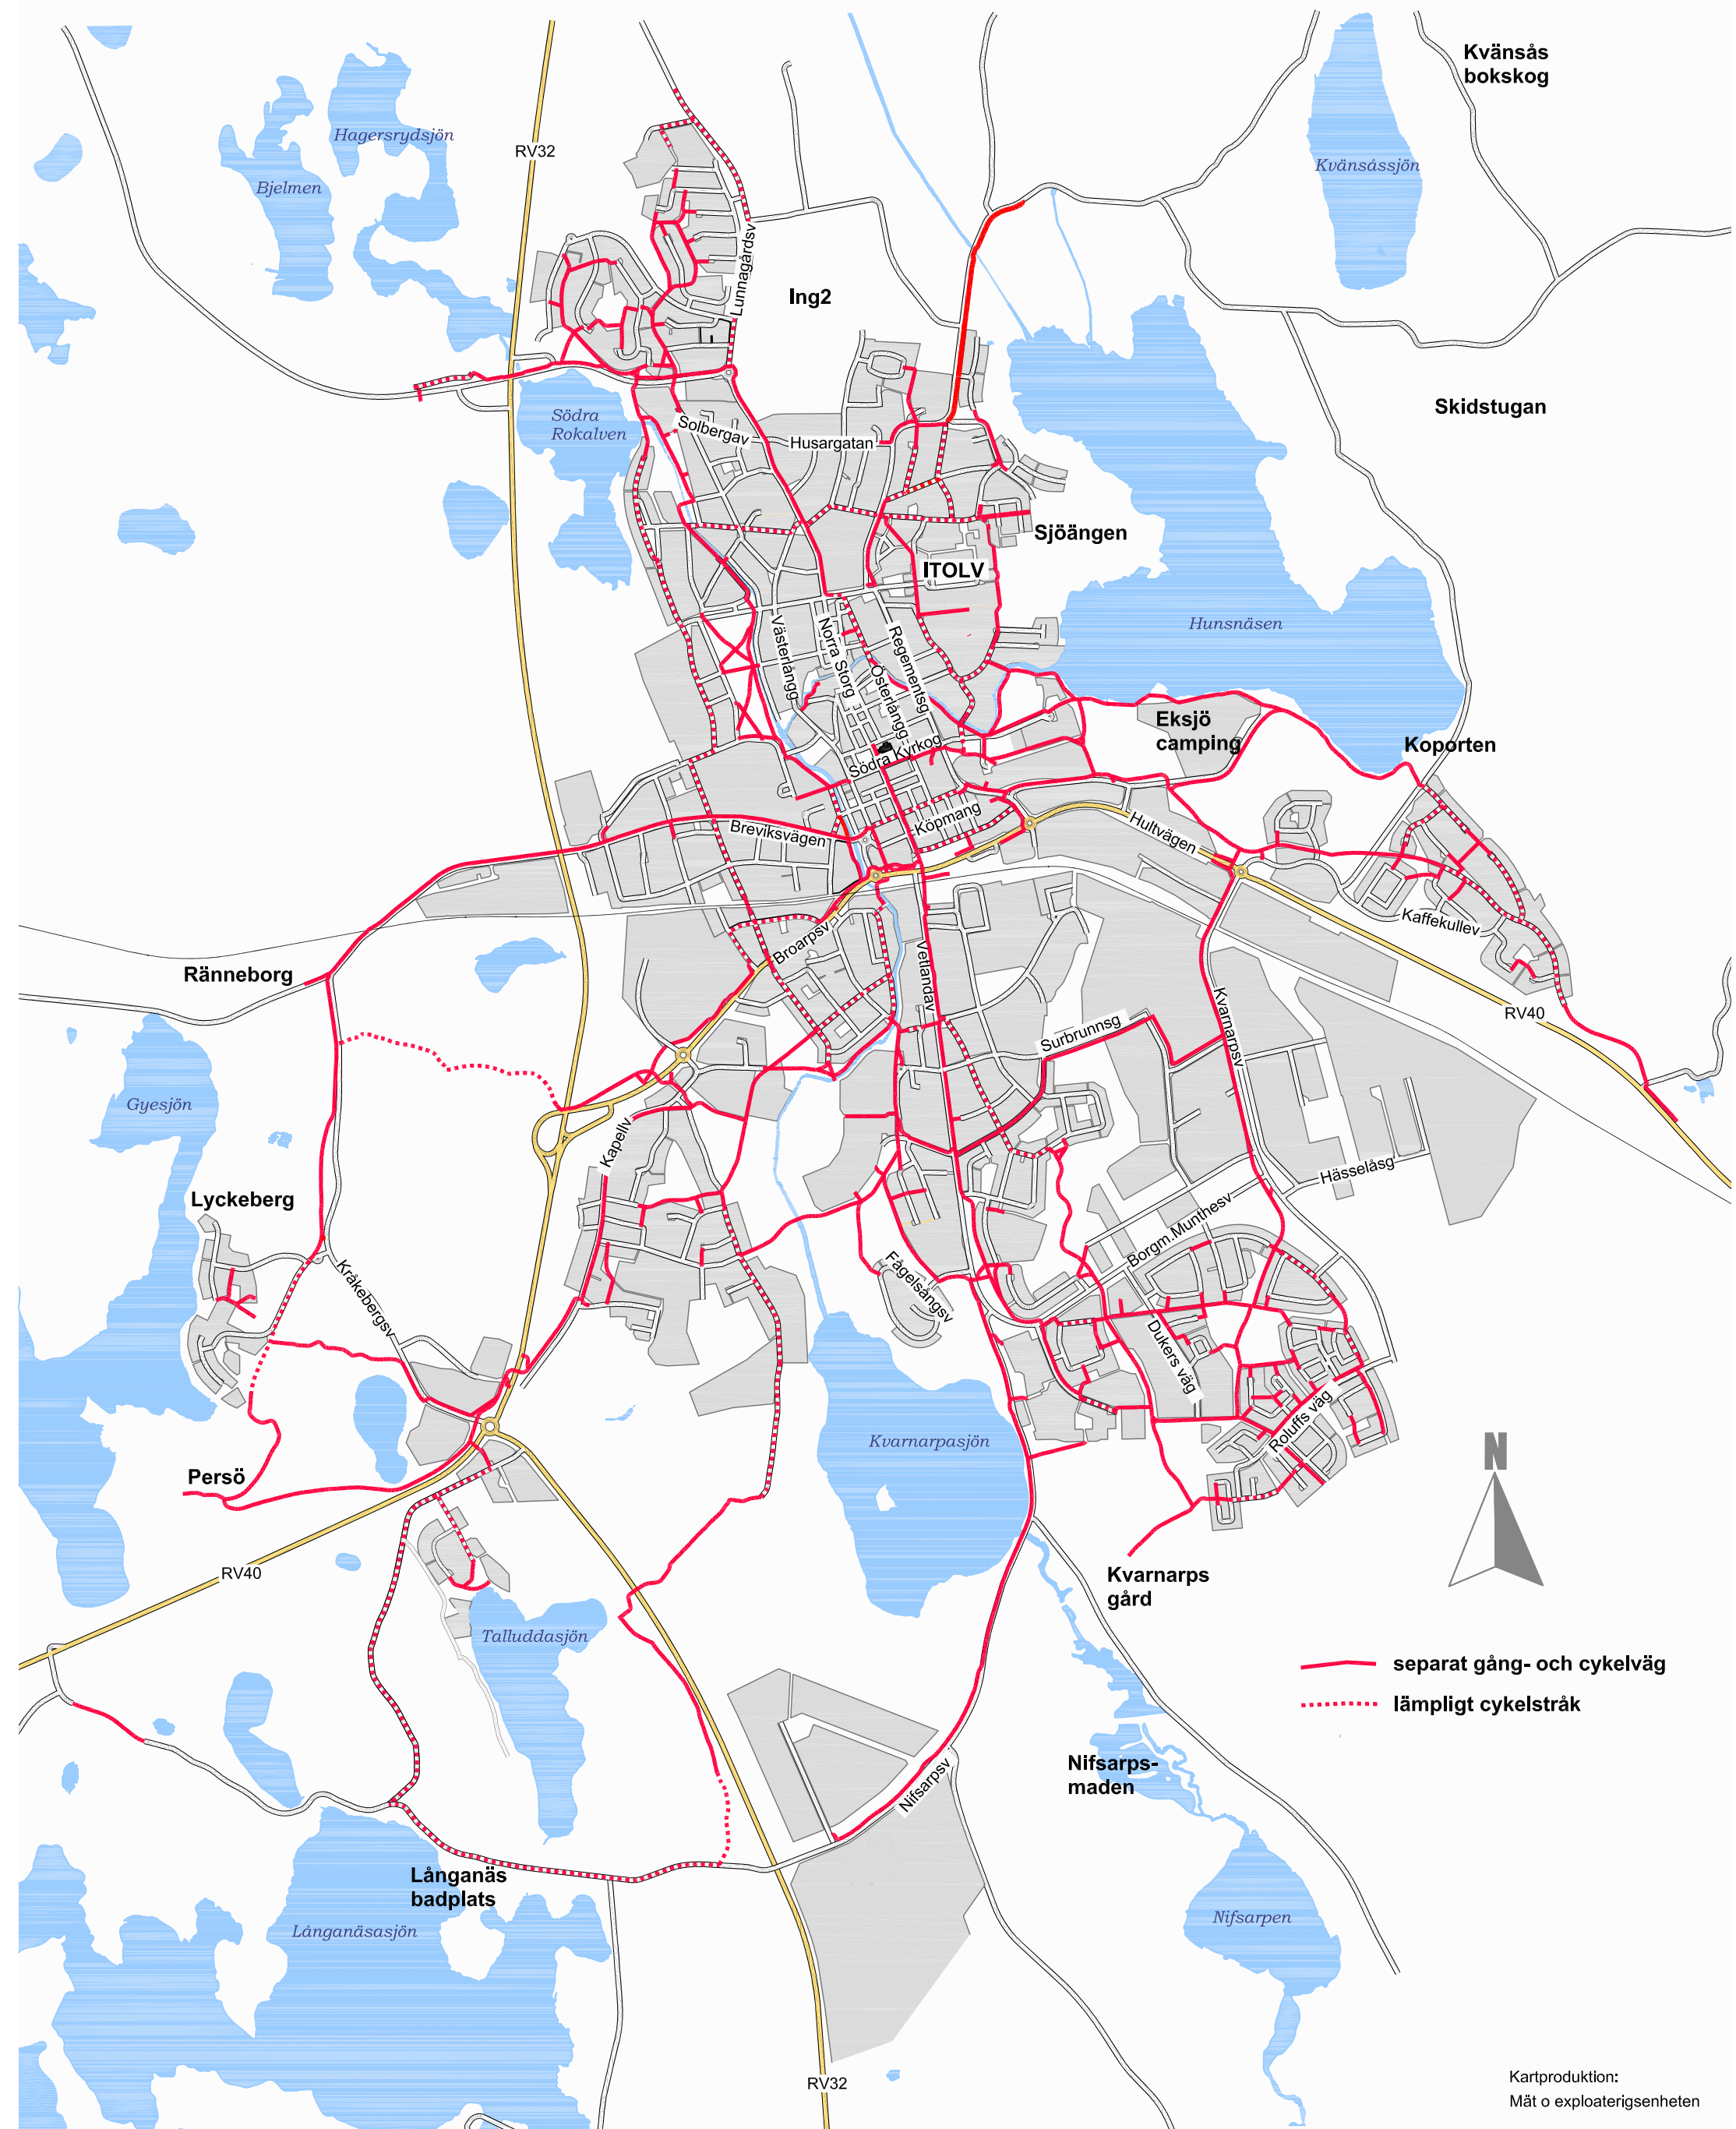 Kvänsås
bokskog
Hagersrydsjön
RV32
Kvänsåssjön
Bjelmen
Lunnagårdsv
Ing2
Skidstugan
Södra
Rokalven
Solbergav
Husargatan
Sjöängen
ITOLV
Hunsnäsen
Västerlångg
Norra Storg
Regementsg
Österlångg
Eksjö
camping
Koporten
Södra Kyrkog
Köpmang
Breviksvägen
Hultvägen
Kaffekullev
Broarpsv
Vetlandav
Ränneborg
Kvarnarpsv
RV40
Surbrunnsg
Gyesjön
Kapellv
Hässelåsg
Lyckeberg
Borgm.Munthesv
Kråkebergsv
Fågelsångsv
Dukers väg
Roluffs väg
Kvarnarpasjön
N
Persö
RV40
Kvarnarps
gård
Talluddasjön
separat gång- och cykelväg
lämpligt cykelstråk
Nifsarps-
maden
Nifsarpsv
Långanäs
badplats
Långanäsasjön
Nifsarpen
RV32
Kartproduktion:
Mät o exploaterigsenheten